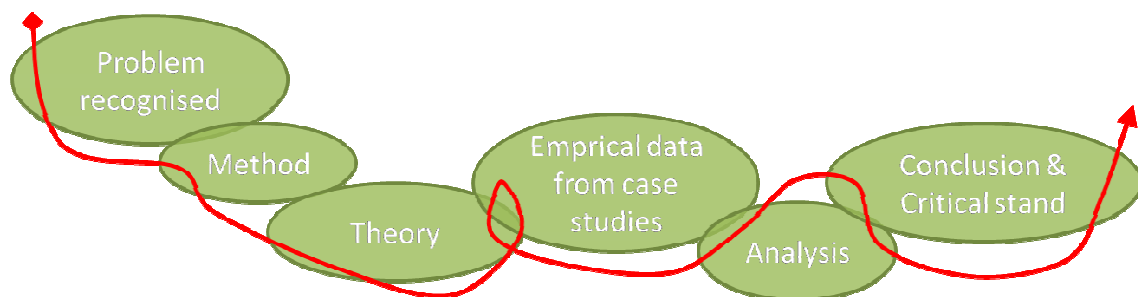 Problem
recognised
Method
Theory
Emprical data
from case
studies
Analysis
Conclusion &
Critical stand